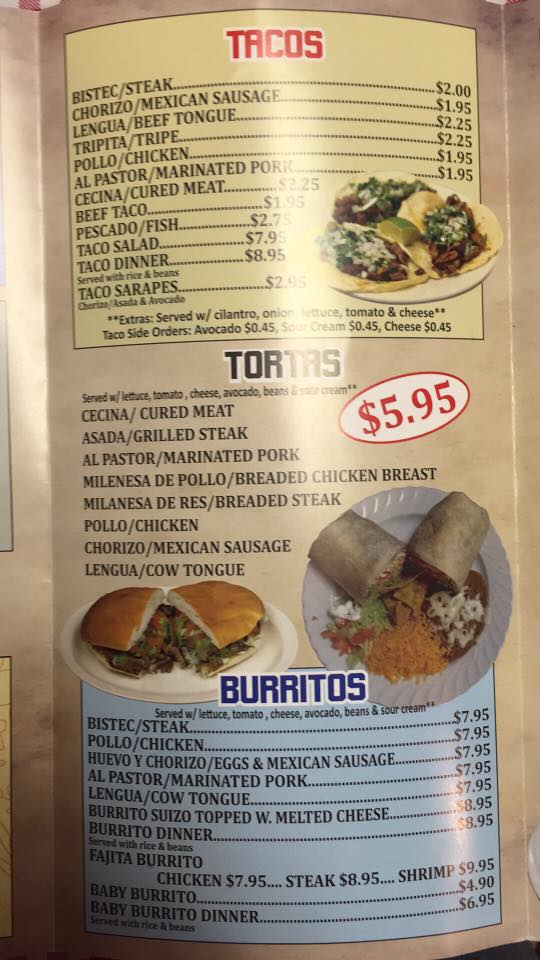 TACOS
BISTEC/STEAK....................$2.00
CHORIZO/MEXICAN SAUSAGE....................$1.95
LENGUA/BEEF TONGUE....................$2.25
TRIPITA/TRIPE....................$2.25
POLLO/CHICKEN....................$1.95
AL PASTOR/MARINATED PORK....................$1.95
CECINA/CURED MEAT............$2.25
BEEF TACO....................$1.95
PESCADO/FISH................$2.75
TACO SALAD...................$7.95
TACO DINNER.................$8.95
Served with rice & beans
TACO SARAPES................$2.95
Chorizo/Asada & Avocado
**Extras: Served w/ cilantro, onion, lettuce, tomato & cheese**
Taco Side Orders: Avocado $0.45, Sour Cream $0.45, Cheese $0.45
TORTAS
Served w/ lettuce, tomato , cheese, avocado, beans & sour cream**
$5.95
CECINA/ CURED MEAT
ASADA/GRILLED STEAK
AL PASTOR/MARINATED PORK
MILENESA DE POLLO/BREADED CHICKEN BREAST
MILANESA DE RES/BREADED STEAK
POLLO/CHICKEN
CHORIZO/MEXICAN SAUSAGE
LENGUA/COW TONGUE
BURRITOS
Served w/ lettuce, tomato , cheese, avocado, beans & sour cream**
BISTEC/STEAK....................$7.95
POLLO/CHICKEN....................$7.95
HUEVO Y CHORIZO/EGGS & MEXICAN SAUSAGE..............$7.95
AL PASTOR/MARINATED PORK....................$7.95
LENGUA/COW TONGUE....................$7.95
BURRITO SUIZO TOPPED W. MELTED CHEESE..............$8.95
BURRITO DINNER....................$8.95
Served with rice & beans
FAJITA BURRITO
CHICKEN $7.95.... STEAK $8.95.... SHRIMP $9.95
BABY BURRITO....................$4.90
BABY BURRITO DINNER....................$6.95
Served with rice & beans